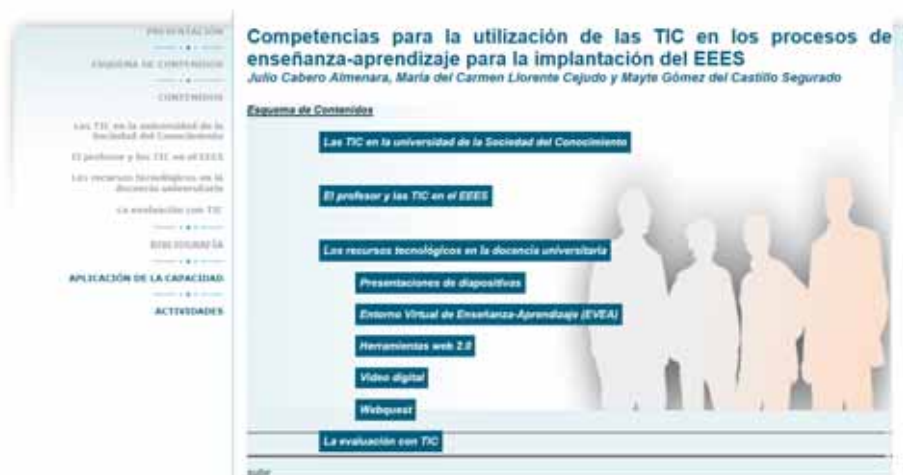 PRESENTACIÓN
ESQUEMA DE CONTENIDOS
CONTENIDOS
Las TIC en la universidad de la
Sociedad del Conocimiento
El profesor y las TIC en el EEES
Los recursos tecnológicos en la
docencia universitaria
La evaluación con TIC
BIBLIOGRAFÍA
APLICACIÓN DE LA CAPACIDAD
ACTIVIDADES
Competencias para la utilización de las TIC en los procesos de
enseñanza-aprendizaje para la implantación del EEES
Julio Cabero Almenara, María del Carmen Llorente Cejudo y Mayte Gómez del Castillo Segurado
Esquema de Contenidos
Las TIC en la universidad de la Sociedad del Conocimiento
El profesor y las TIC en el EEES
Los recursos tecnológicos en la docencia universitaria
Presentaciones de diapositivas
Entorno Virtual de Enseñanza-Aprendizaje (EVEA)
Herramientas web 2.0
Video digital
Webquest
La evaluación con TIC
subir